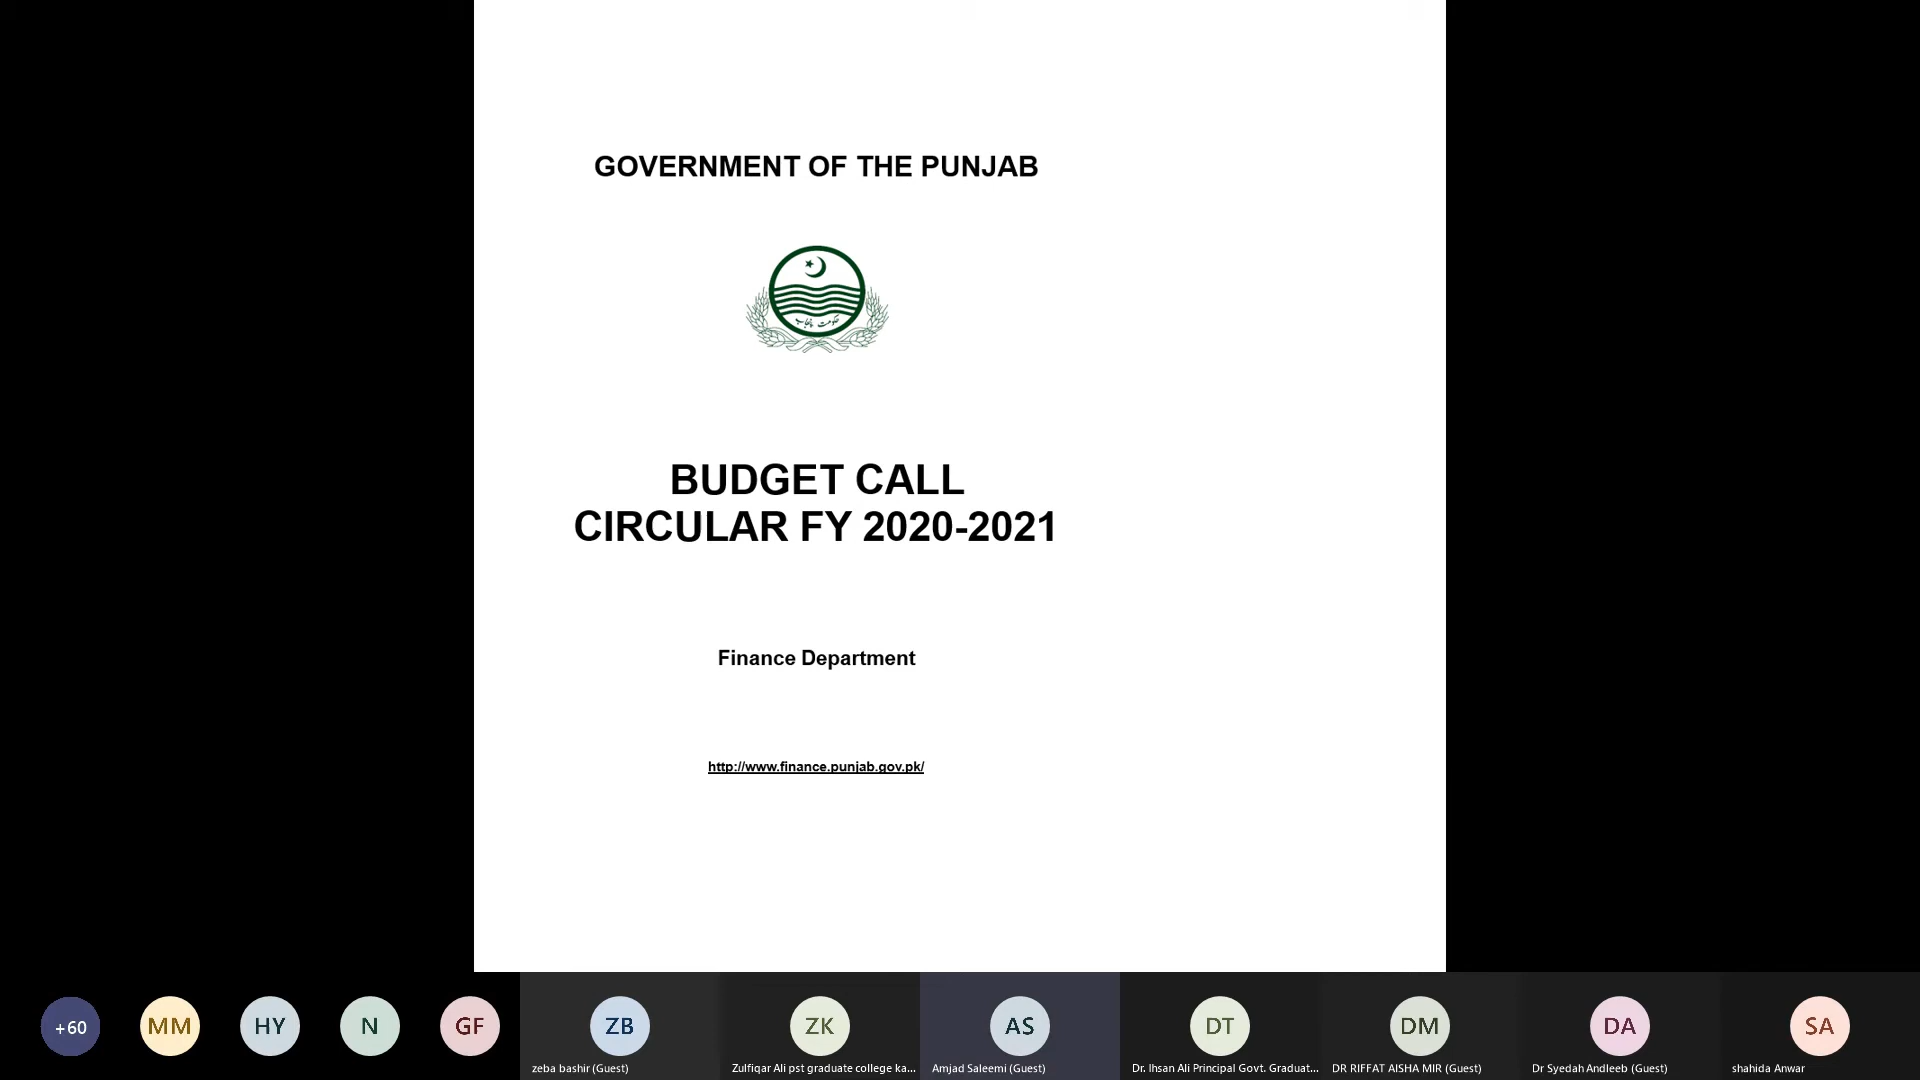 GOVERNMENT OF THE PUNJAB
حکومت پنجاب
BUDGET CALL
CIRCULAR FY 2020-2021
Finance Department
http://www.finance.punjab.gov.pk/
+60
MM
HY
N
GF
ZB
ZK
AS
DT
DM
DA
SA
zeba bashir (Guest)
Zulfiqar Ali pst graduate college ka...
Amjad Saleemi (Guest)
Dr. Ihsan Ali Principal Govt. Graduat...
DR RIFFAT AISHA MIR (Guest)
Dr Syedah Andleeb (Guest)
shahida Anwar